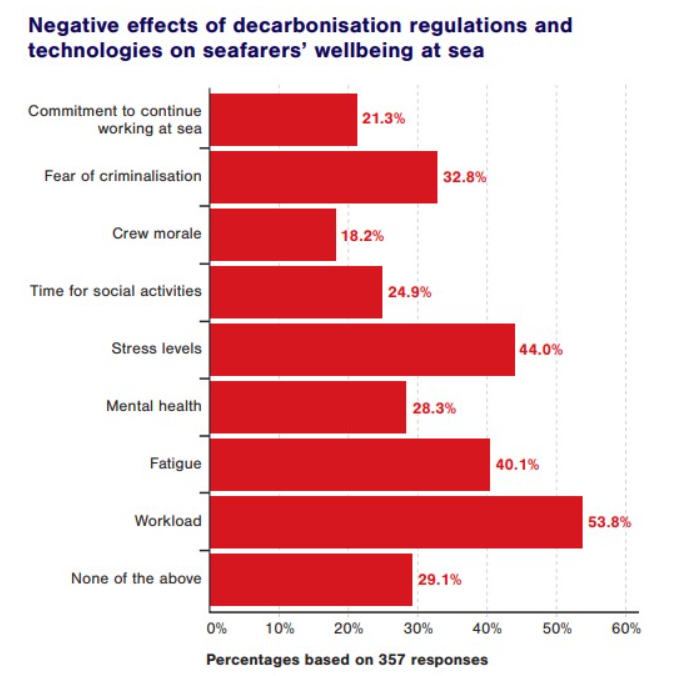 Negative effects of decarbonisation regulations and
technologies on seafarers’ wellbeing at sea
Commitment to continue
working at sea
21.3%
Fear of criminalisation
32.8%
Crew morale
18.2%
Time for social activities
24.9%
Stress levels
44.0%
Mental health
28.3%
Fatigue
40.1%
Workload
53.8%
None of the above
29.1%
0% 10% 20% 30% 40% 50% 60%
Percentages based on 357 responses